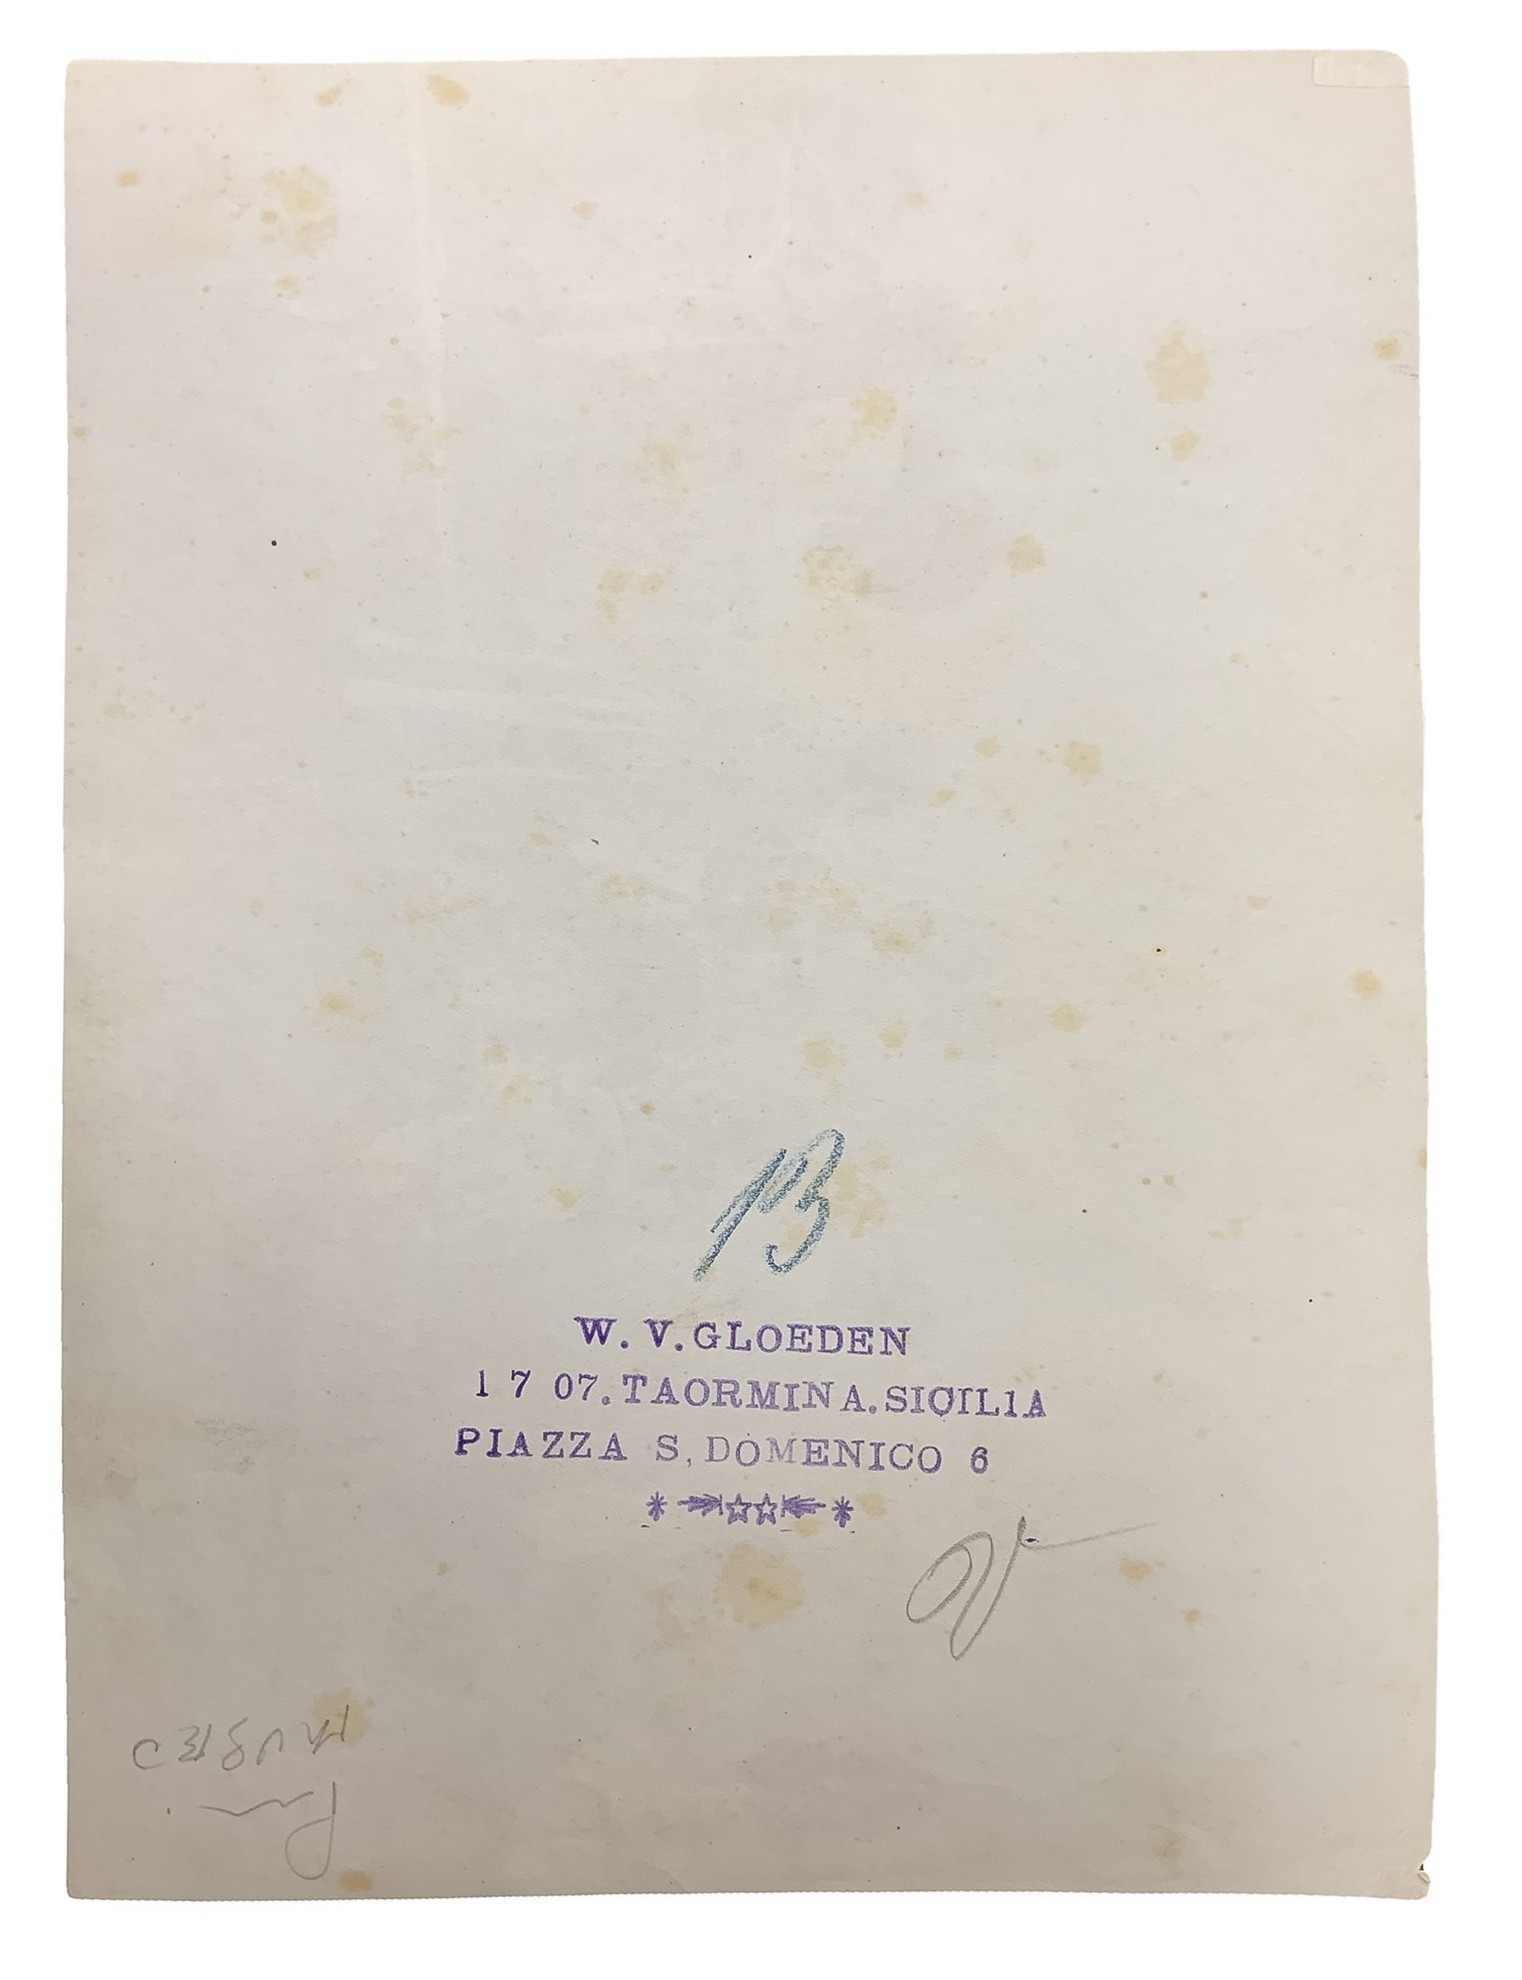 13
W. V. GLOEDEN
1 7 07. TAORMINA. SICILIA
PIAZZA S. DOMENICO 6